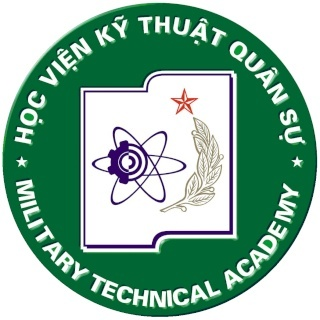 HỌC VIỆN KỸ THUẬT QUÂN SỰ
MILITARY TECHNICAL ACADEMY